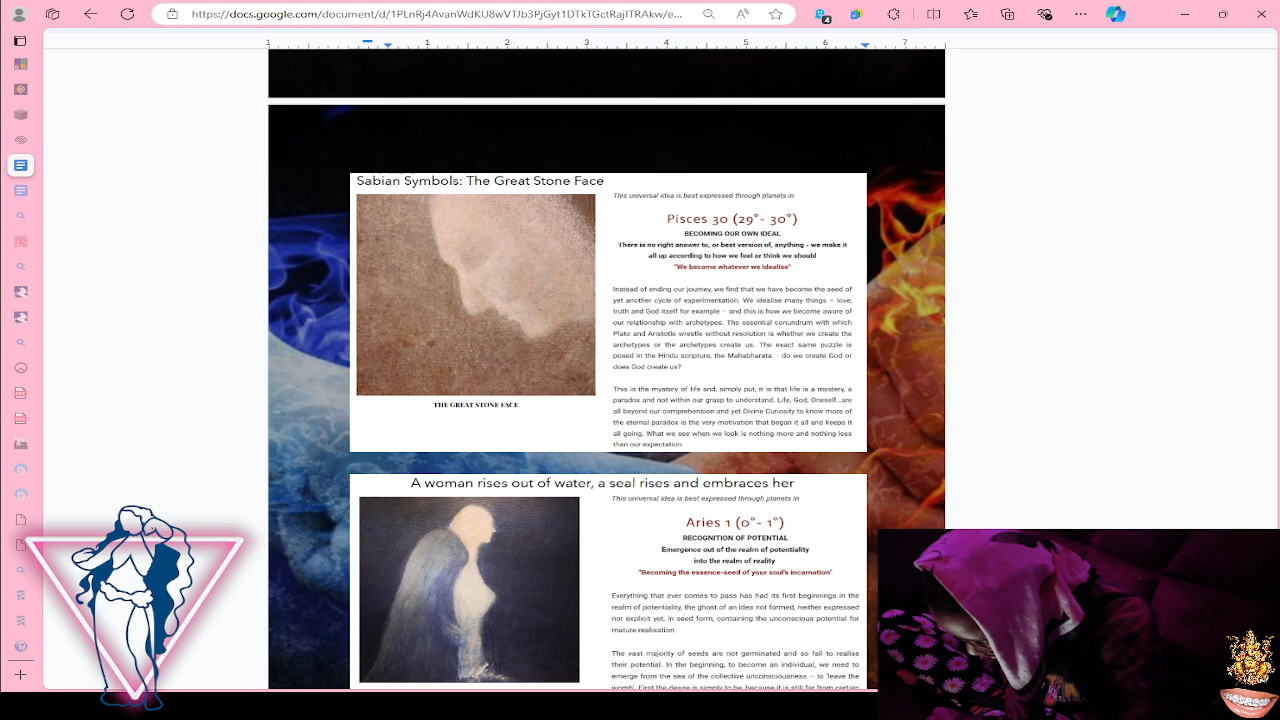 https://docs.google.com/document/d/1PLnRjAVanWdKU8wVTJb3PGyt1DTkTGctRajITRAW/e...
1 1 2 3 4 5 6 7
Sabian Symbols: The Great Stone Face
THE GREAT STONE FACE
This universal idea is best expressed through planets in
Pisces 30 (29°- 30°)
BECOMING OUR OWN IDEAL
There is no right answer to, or best version of, anything - we make it
all up according to how we feel or think we should
"We become whatever we idealise"
Instead of ending our journey, we find that we have become the seed of
yet another cycle of experimentation. We idealise many things – love,
truth and God itself for example – and this is how we become aware of
our relationship with archetypes. The essential conundrum with which
Plato and Aristotle wrestle without resolution is whether we create the
archetypes or the archetypes create us. The exact same puzzle is
posed in the Hindu scripture, the Mahabharata - do we create God or
does God create us?
This is the mystery of life and, simply put, it is that life is a mystery, a
paradox and not within our grasp to understand. Life, God, Oneself...are
all beyond our comprehension and yet Divine Curiosity to know more of
the eternal paradox is the very motivation that began it all and keeps it
all going. What we see when we look is nothing more and nothing less
than our expectation.
A woman rises out of water, a seal rises and embraces her
This universal idea is best expressed through planets in
Aries 1 (0°- 1°)
RECOGNITION OF POTENTIAL
Emergence out of the realm of potentiality
into the realm of reality
"Becoming the essence-seed of your soul's incarnation"
Everything that ever comes to pass has had its first beginnings in the
realm of potentiality, the ghost of an idea not formed, neither expressed
nor explicit yet, in seed form, containing the unconscious potential for
mature realisation.
The vast majority of seeds are not germinated and so fail to realise
their potential. In the beginning, to become an individual, we need to
emerge from the sea of the collective unconsciousness – to 'leave the
womb'. First the desire is simply to be, because it is still far from certain